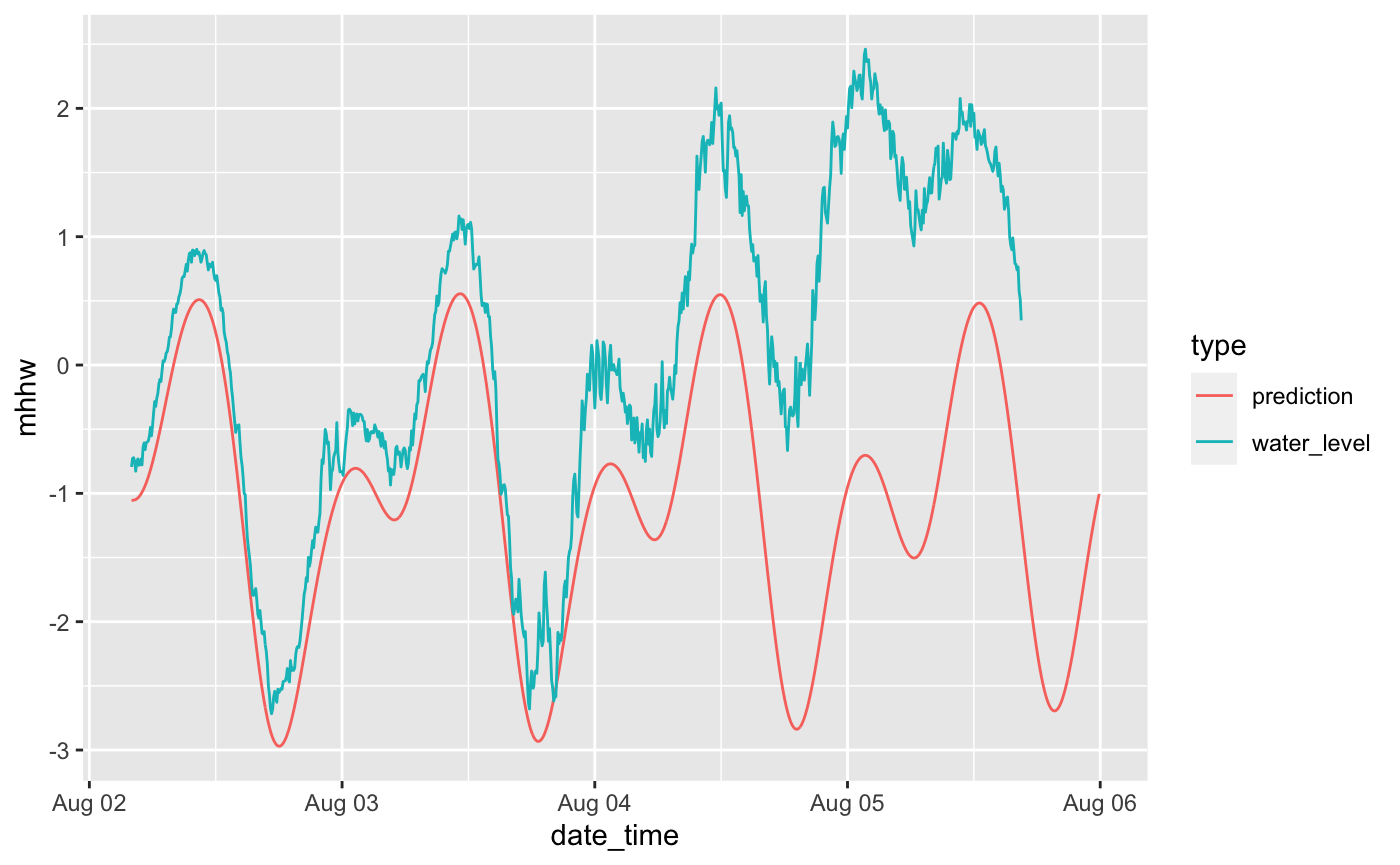 mhhw
2
1
0
-1
-2
-3
Aug 02
Aug 03
Aug 04
Aug 05
Aug 06
date_time
type
prediction
water_level